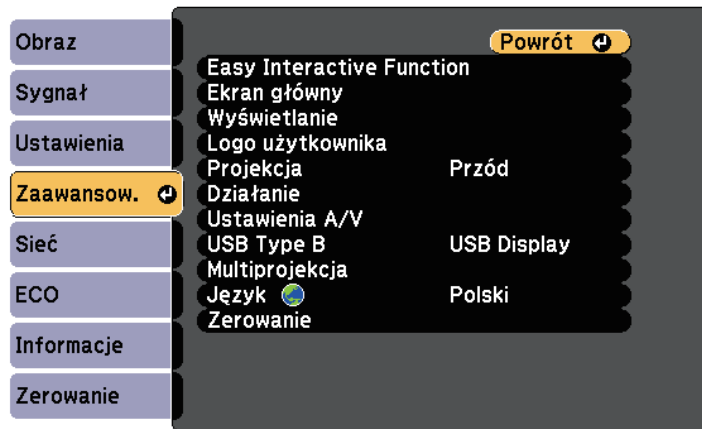 Obraz
Sygnał
Ustawienia
Zaawansow.
Sieć
ECO
Informacje
Zerowanie
Powrót
Easy Interactive Function
Ekran główny
Wyświetlanie
Logo użytkownika
Projekcja Przód
Działanie
Ustawienia A/V
USB Type B USB Display
Multiprojekcja
Język Polski
Zerowanie